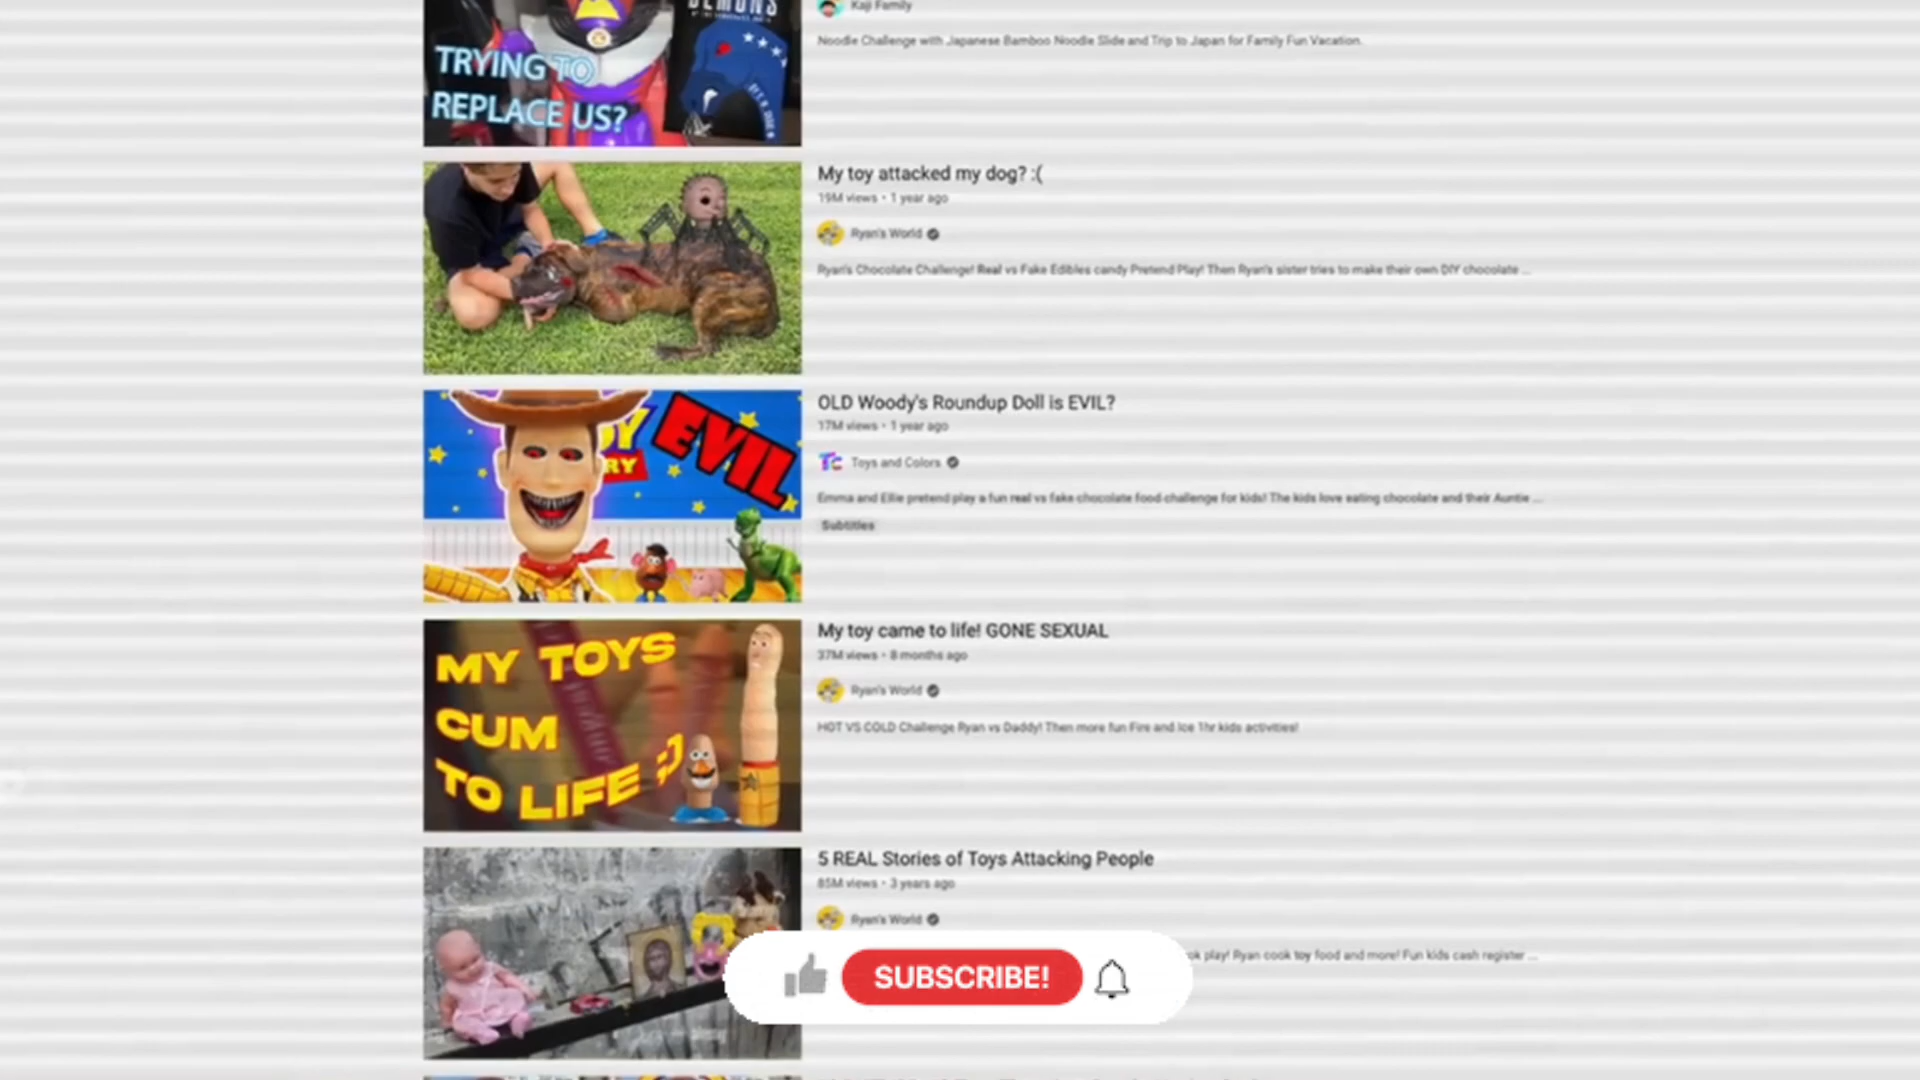 DEMONS
TRYING TO
REPLACE US?
Kaji Family
Noodle Challenge with Japanese Bamboo Noodle Slide and Trip to Japan for Family Fun Vacation.
My toy attacked my dog? :(
19M views • 1 year ago
Ryan's World
Ryan's Chocolate Challenge! Real vs Fake Edibles candy Pretend Play! Then Ryan's sister tries to make their own DIY chocolate ...
EVIL
RY
OLD Woody's Roundup Doll is EVIL?
17M views • 1 year ago
TC
Toys and Colors
Emma and Ellie pretend play a fun real vs fake chocolate food challenge for kids! The kids love eating chocolate and their Auntie ...
Subtitles
MY TOYS
CUM
TO LIFE ;)
My toy came to life! GONE SEXUAL
37M views • 8 months ago
Ryan's World
HOT VS COLD Challenge Ryan vs Daddy! Then more fun Fire and Ice 1hr kids activities!
5 REAL Stories of Toys Attacking People
85M views • 3 years ago
Ryan's World
ok play! Ryan cook toy food and more! Fun kids cash register ...
SUBSCRIBE!